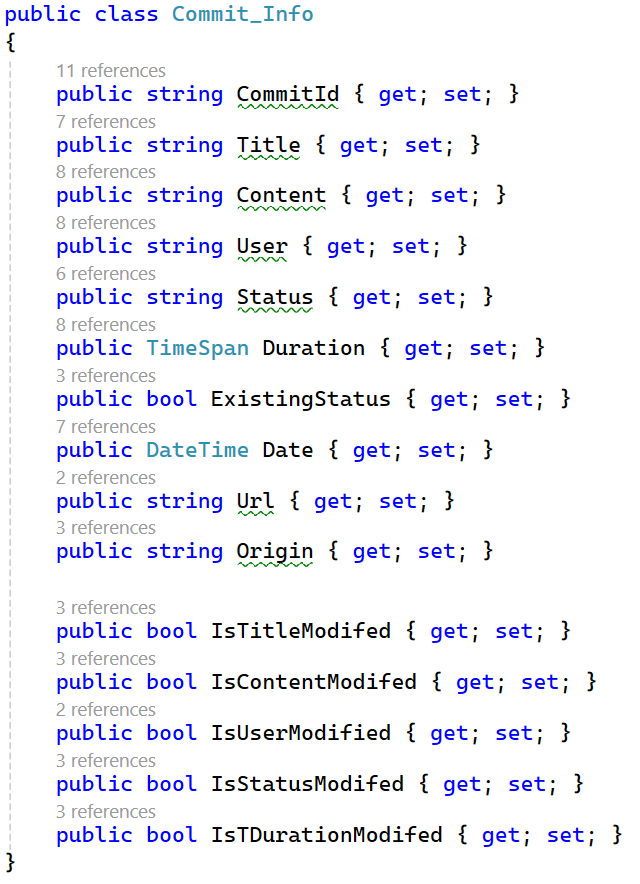 public class Commit_Info
{
11 references
public string CommitId { get; set; }
7 references
public string Title { get; set; }
8 references
public string Content { get; set; }
8 references
public string User { get; set; }
6 references
public string Status { get; set; }
8 references
public TimeSpan Duration { get; set; }
3 references
public bool ExistingStatus { get; set; }
7 references
public DateTime Date { get; set; }
2 references
public string Url { get; set; }
3 references
public string Origin { get; set; }
3 references
public bool IsTitleModifed { get; set; }
3 references
public bool IsContentModifed { get; set; }
2 references
public bool IsUserModified { get; set; }
3 references
public bool IsStatusModifed { get; set; }
3 references
public bool IsTDurationModifed { get; set; }
}